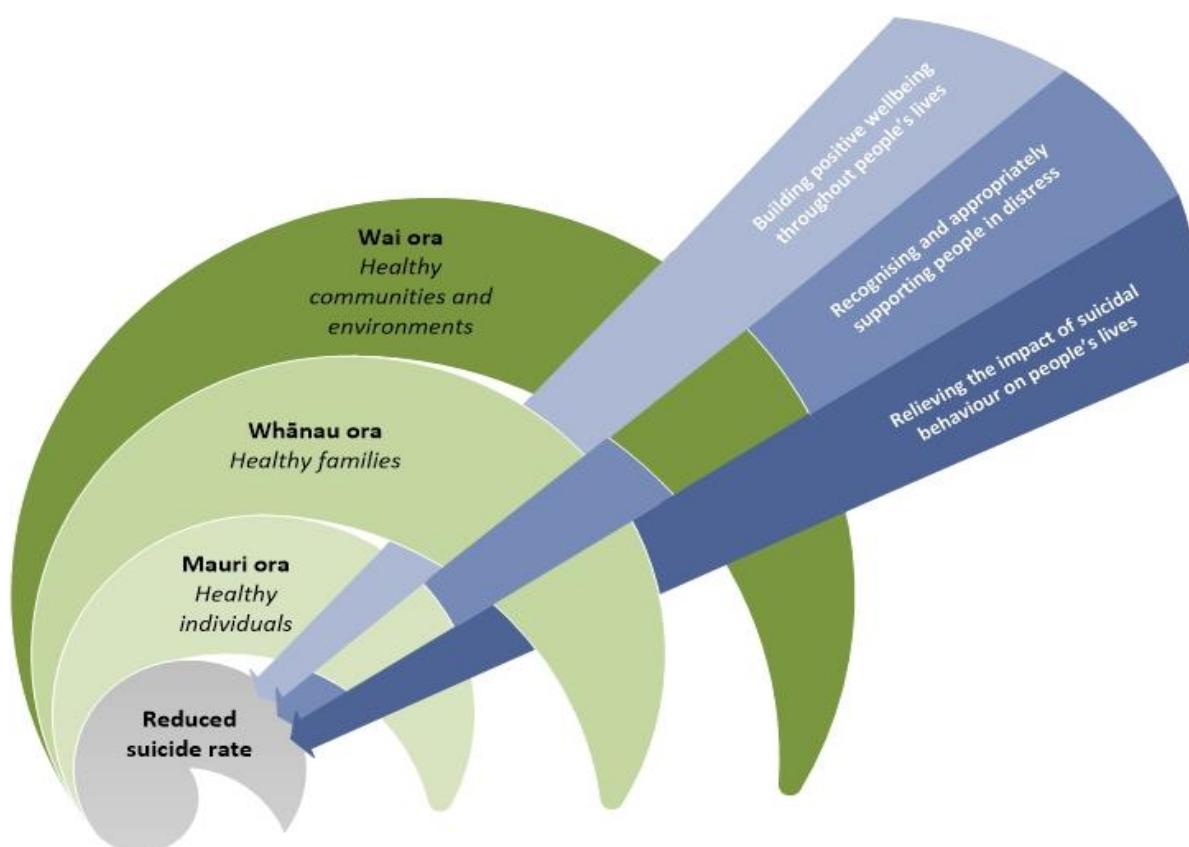 Building positive wellbeing
throughout people's lives
Recognising and appropriately
supporting people in distress
Relieving the impact of suicidal
behaviour on people's lives
Wai ora
Healthy
communities and
environments
Whānau ora
Healthy families
Mauri ora
Healthy
individuals
Reduced
suicide rate